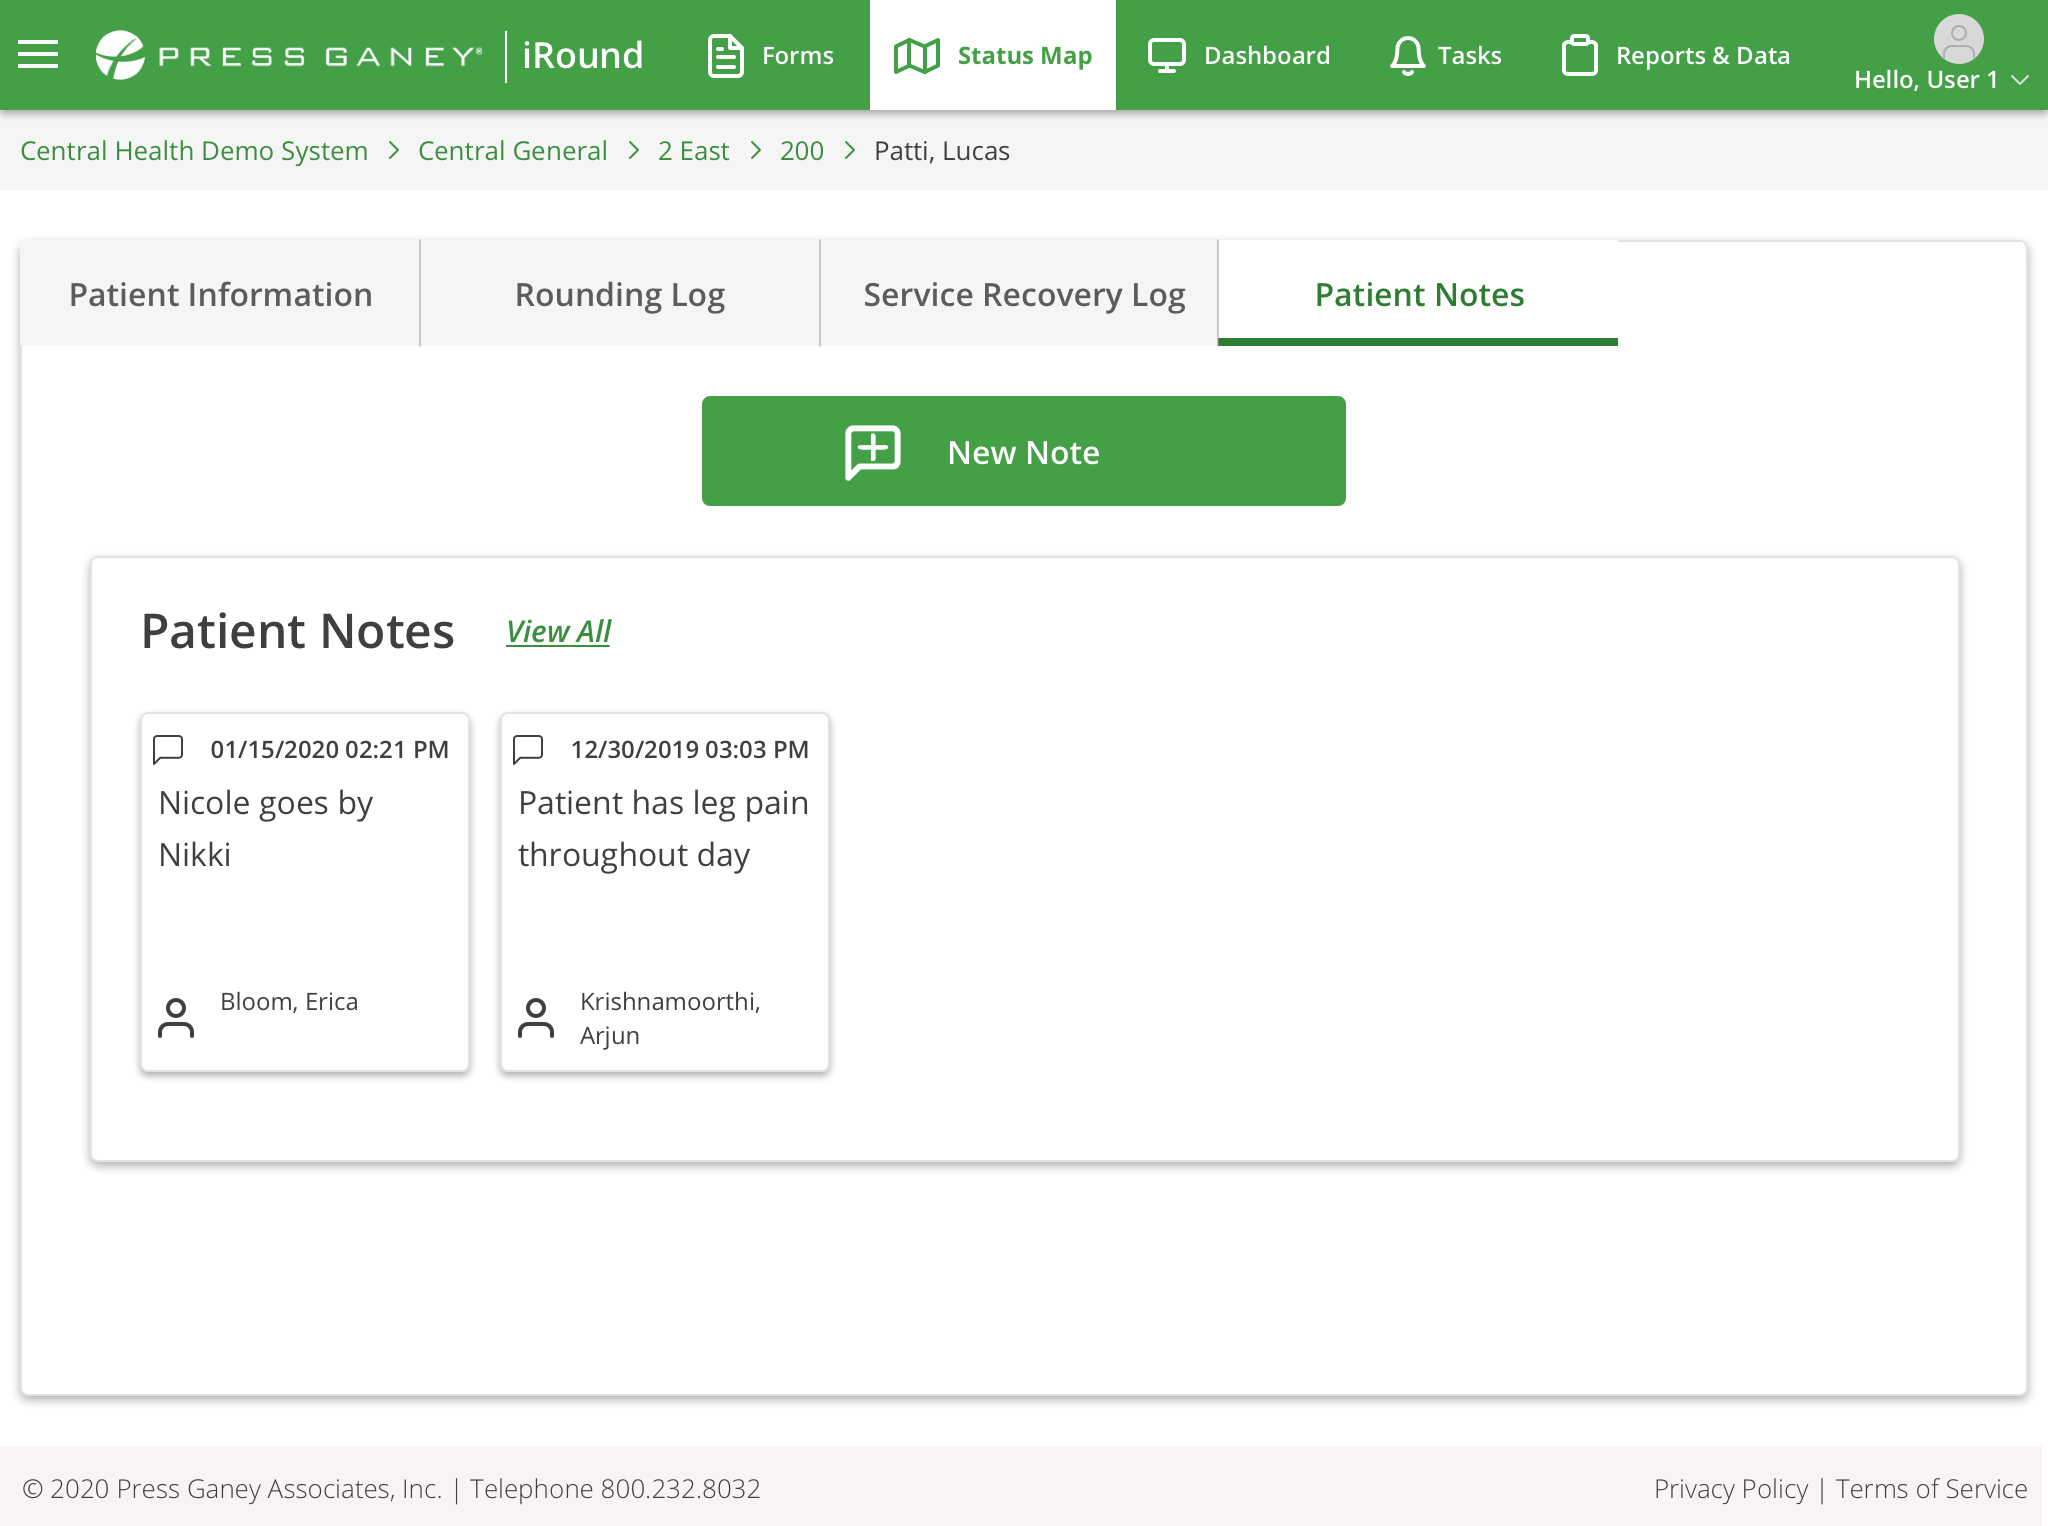 PRESS GANEY® iRound Forms Status Map Dashboard Tasks Reports & Data
Hello, User 1
Central Health Demo System > Central General > 2 East > 200 > Patti, Lucas
Patient Information Rounding Log Service Recovery Log Patient Notes
New Note
Patient Notes View All
01/15/2020 02:21 PM
Nicole goes by
Nikki
Bloom, Erica
12/30/2019 03:03 PM
Patient has leg pain
throughout day
Krishnamoorthi,
Arjun
© 2020 Press Ganey Associates, Inc. | Telephone 800.232.8032
Privacy Policy | Terms of Service